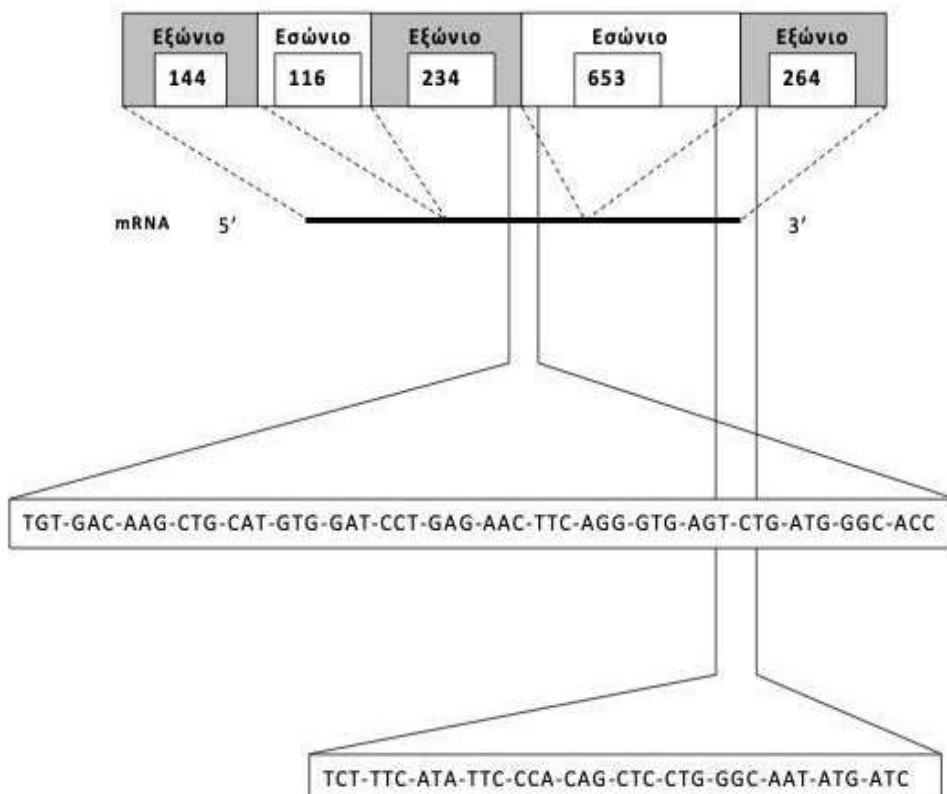 Εξώνιο Εσώνιο Εξώνιο Εσώνιο Εξώνιο
144 116 234 653 264
mRNA 5’ 3’
TGT-GAC-AAG-CTG-CAT-GTG-GAT-CCT-GAG-AAC-TTC-AGG-GTG-AGT-CTG-ATG-GGC-ACC
TCT-TTC-ATA-TTC-CCA-CAG-CTC-CTG-GGC-AAT-ATG-ATC